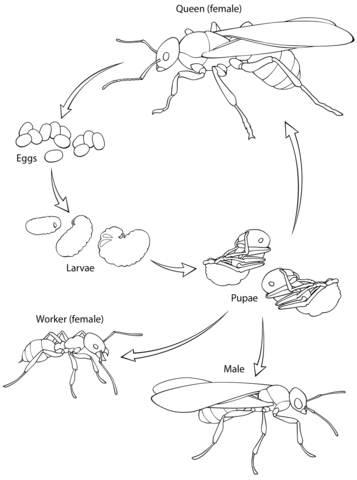 Queen (female)
Eggs
Larvae
Pupae
Worker (female)
Male